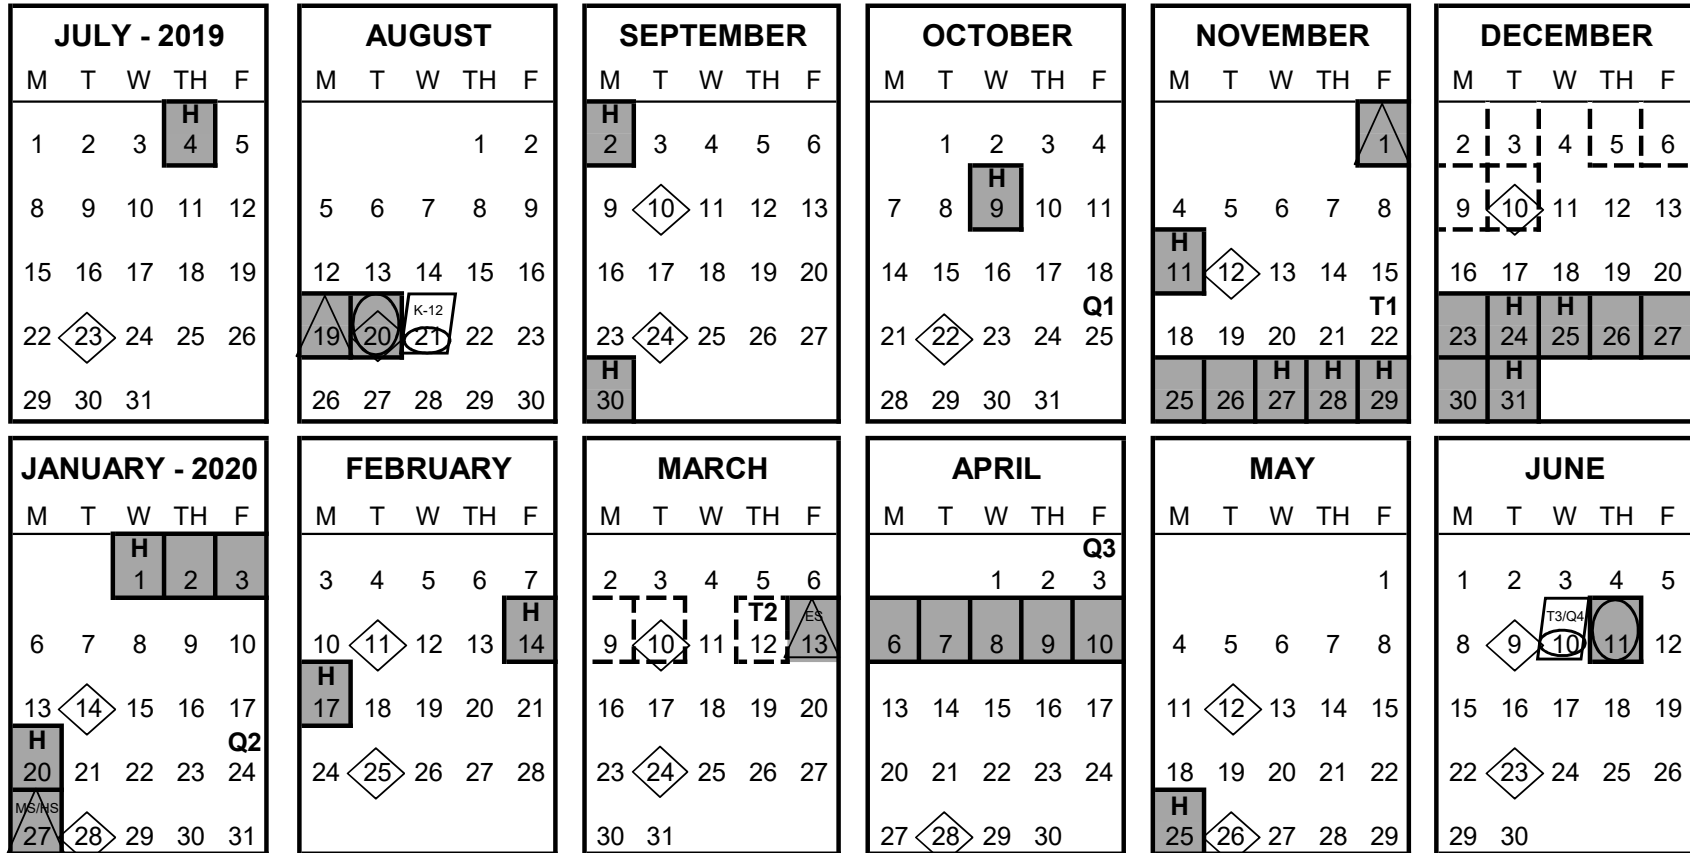 JULY - 2019
M T W TH F
H
1 2 3 4 5
8 9 10 11 12
15 16 17 18 19
22 23 24 25 26
29 30 31
AUGUST
M T W TH F
1 2
5 6 7 8 9
12 13 14 15 16
K-12
19 20 21 22 23
26 27 28 29 30
SEPTEMBER
M T W TH F
H
2 3 4 5 6
9 10 11 12 13
16 17 18 19 20
23 24 25 26 27
H
30
OCTOBER
M T W TH F
1 2 3 4
H
7 8 9 10 11
14 15 16 17 18
Q1
21 22 23 24 25
28 29 30 31
NOVEMBER
M T W TH F
1
4 5 6 7 8
H
11 12 13 14 15
T1
18 19 20 21 22
H H H
25 26 27 28 29
DECEMBER
M T W TH F
2 3 4 5 6
9 10 11 12 13
16 17 18 19 20
H H
23 24 25 26 27
H
30 31
JANUARY - 2020
M T W TH F
H
1 2 3
6 7 8 9 10
13 14 15 16 17
H Q2
20 21 22 23 24
MS/HS
27 28 29 30 31
FEBRUARY
M T W TH F
3 4 5 6 7
H
10 11 12 13 14
H
17 18 19 20 21
24 25 26 27 28
MARCH
M T W TH F
2 3 4 5 6
T2 ES
9 10 11 12 13
16 17 18 19 20
23 24 25 26 27
30 31
APRIL
M T W TH F
Q3
1 2 3
6 7 8 9 10
13 14 15 16 17
20 21 22 23 24
27 28 29 30
MAY
M T W TH F
1
4 5 6 7 8
11 12 13 14 15
18 19 20 21 22
H
25 26 27 28 29
JUNE
M T W TH F
1 2 3 4 5
T3/Q4
8 9 10 11 12
15 16 17 18 19
22 23 24 25 26
29 30